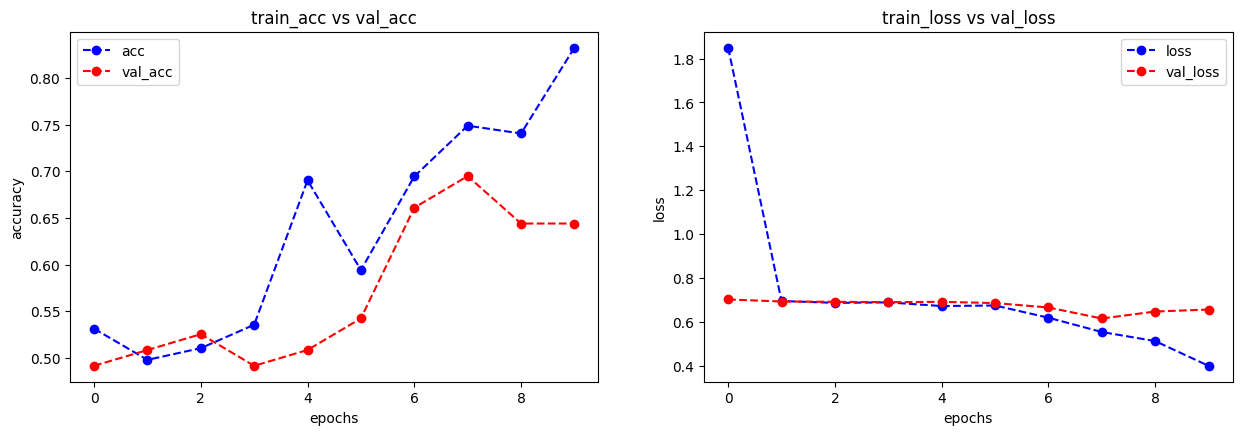 train_acc vs val_acc
acc
val_acc
0.80
0.75
0.70
0.65
0.60
0.55
0.50
accuracy
0 2 4 6 8
epochs
train_loss vs val_loss
loss
val_loss
1.8
1.6
1.4
1.2
1.0
0.8
0.6
0.4
loss
0 2 4 6 8
epochs